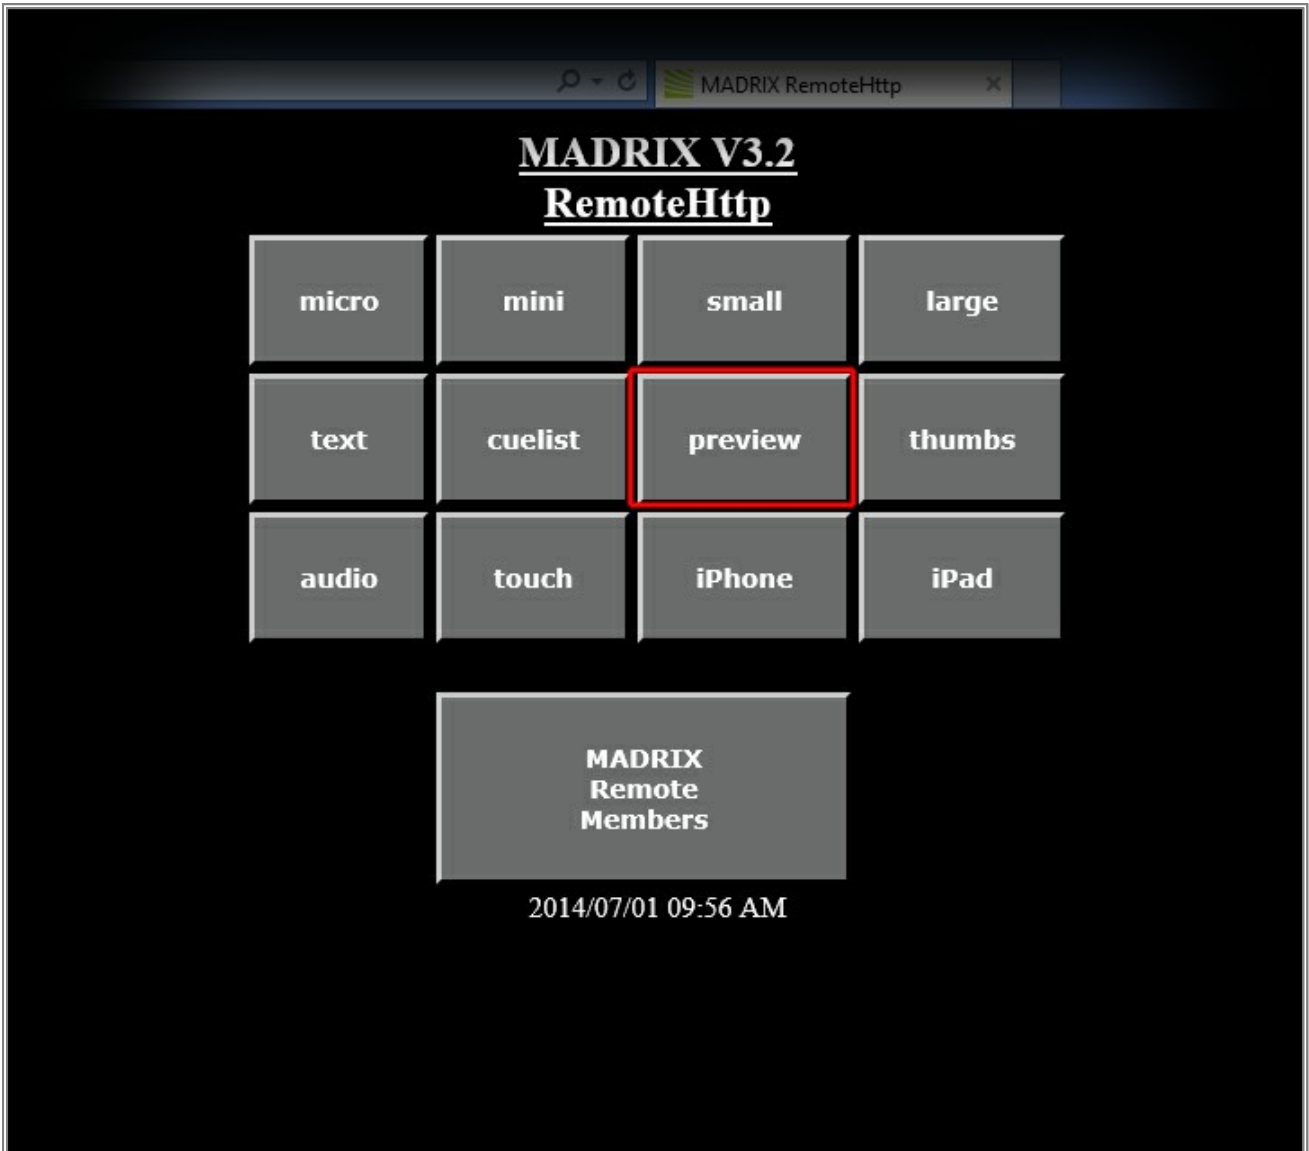 MADRIX RemoteHttp
MADRIX V3.2
RemoteHttp
micro mini small large
text cuelist preview thumbs
audio touch iPhone iPad
MADRIX
Remote
Members
2014/07/01 09:56 AM